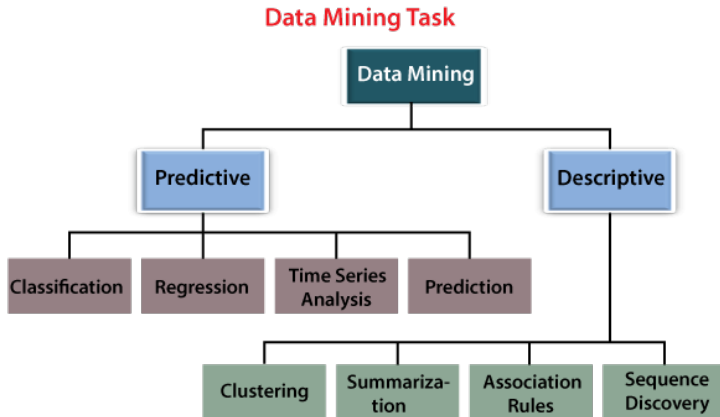 Data Mining Task
Data Mining
Predictive
Descriptive
Classification
Regression
Time Series
Analysis
Prediction
Clustering
Summariza-
tion
Association
Rules
Sequence
Discovery